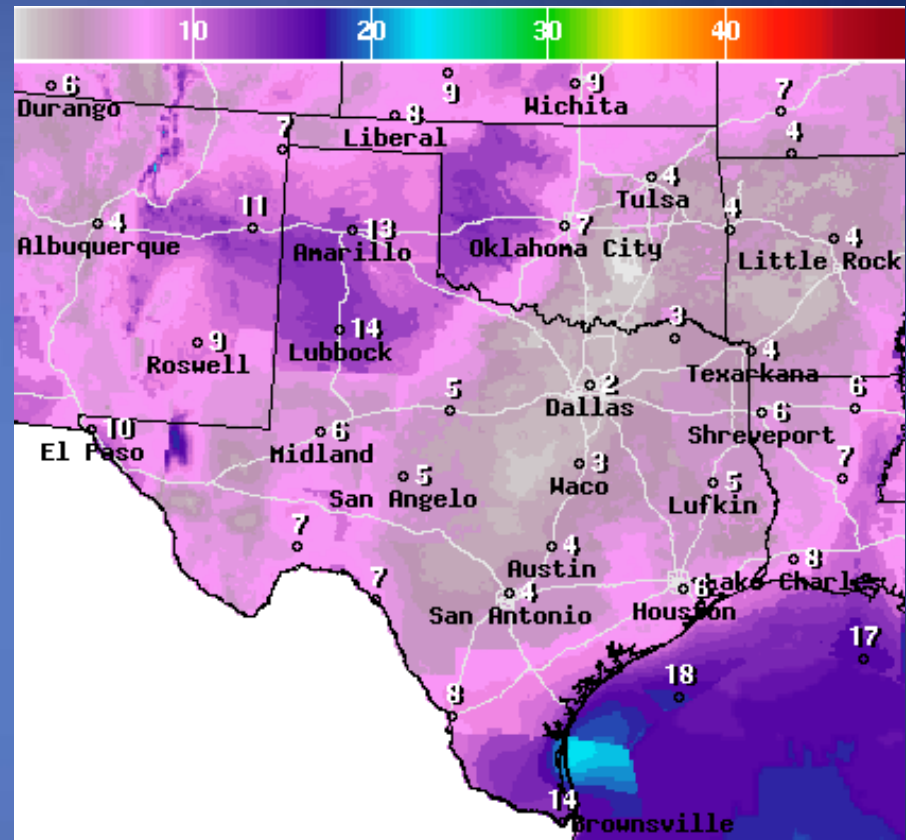 10 20 30 40
6 9 9 7
Durango Wichita
8
Liberal
7 4
4
Tulsa
4 11 13 7 4 4
Albuquerque Amarillo Oklahoma City Little Rock
9 14 3 4
Roswell Lubbock Texarkana
2
Dallas
5 6 6
10 6 Shreveport
El Paso Midland
5 3 5 7
San Angelo Waco Lufkin
7 4 8
Austin
7 4 6 Lake Charles
San Antonio Houston
17
18
8
14
Brownsville